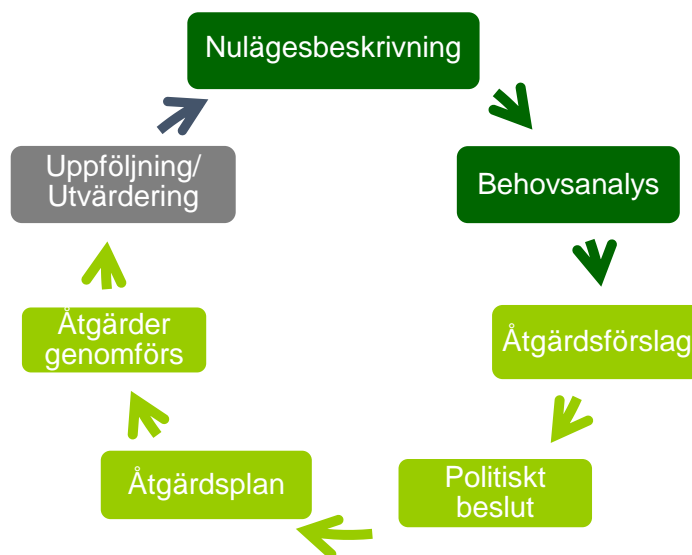 Nulägesbeskrivning
Behovsanalys
Åtgärdsförslag
Politiskt
beslut
Åtgärdsplan
Åtgärder
genomförs
Uppföljning/
Utvärdering